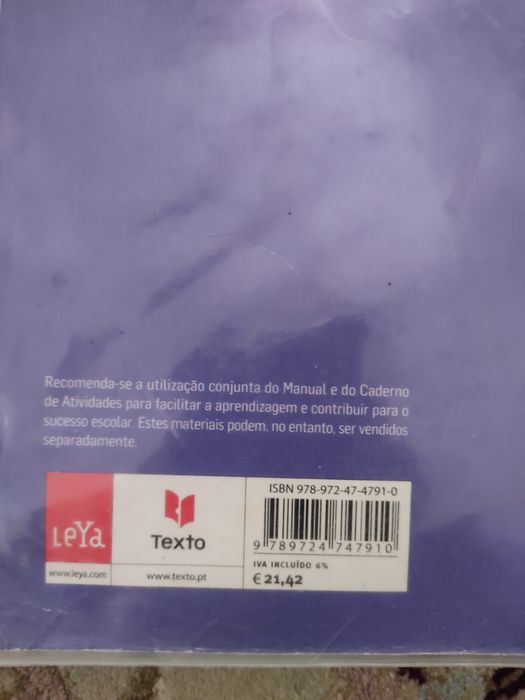 Recomenda-se a utilização conjunta do Manual e do Caderno
de Atividades para facilitar a aprendizagem e contribuir para o
sucesso escolar. Estes materiais podem, no entanto, ser vendidos
separadamente.
LeYa
www.leya.com
Texto
www.texto.pt
ISBN 978-972-47-4791-0
9 789724 747910
IVA INCLUÍDO 6%
€ 21,42